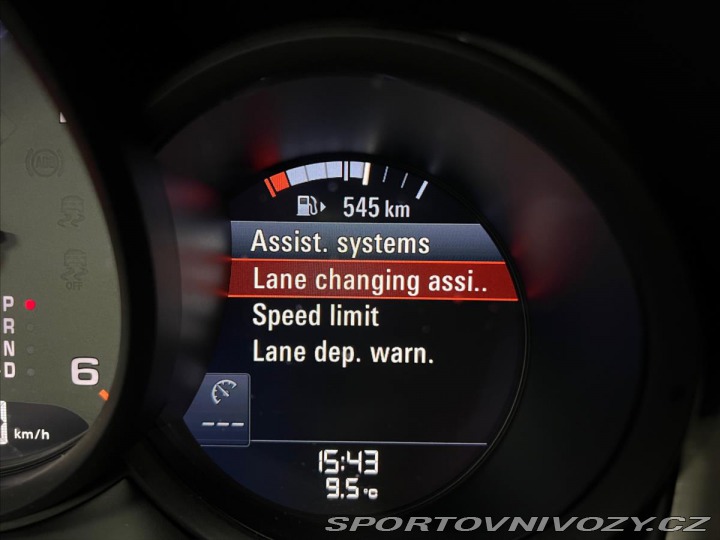 545 km
Assist. systems
Lane changing assi..
Speed limit
Lane dep. warn.
P
R
N
D
6
km/h
---
15:43
9.5 °C
SPORTOVNIVOZY.CZ